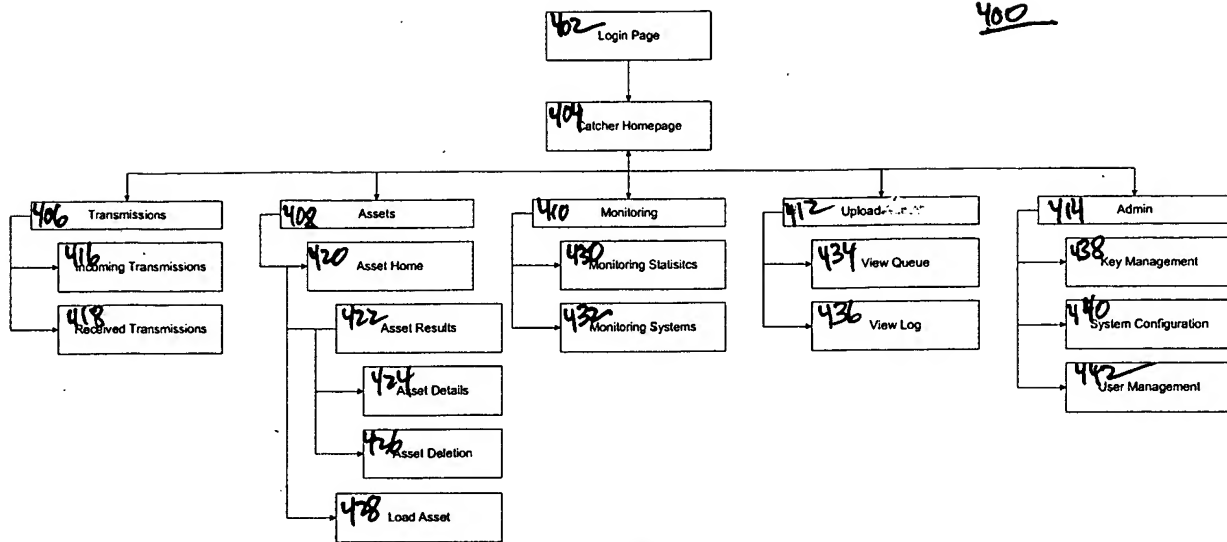 400
402 Login Page
404 Catcher Homepage
406 Transmissions
408 Assets
410 Monitoring
412 Upload
414 Admin
416 Incoming Transmissions
420 Asset Home
430 Monitoring Statisitcs
434 View Queue
438 Key Management
418 Received Transmissions
422 Asset Results
432 Monitoring Systems
436 View Log
440 System Configuration
424 Asset Details
442 User Management
426 Asset Deletion
428 Load Asset